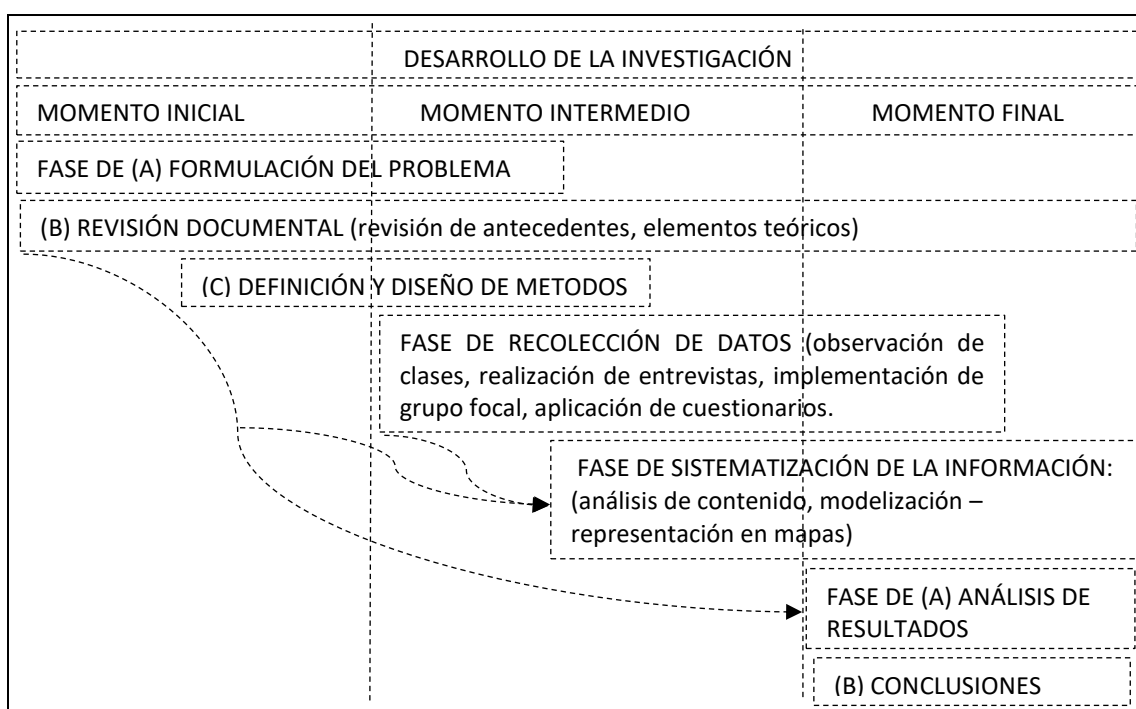 DESARROLLO DE LA INVESTIGACIÓN
MOMENTO INICIAL
MOMENTO INTERMEDIO
MOMENTO FINAL
FASE DE (A) FORMULACIÓN DEL PROBLEMA
(B) REVISIÓN DOCUMENTAL (revisión de antecedentes, elementos teóricos)
(C) DEFINICIÓN Y DISEÑO DE METODOS
FASE DE RECOLECCIÓN DE DATOS (observación de
clases, realización de entrevistas, implementación de
grupo focal, aplicación de cuestionarios.
FASE DE SISTEMATIZACIÓN DE LA INFORMACIÓN:
(análisis de contenido, modelización –
representación en mapas)
FASE DE (A) ANÁLISIS DE
RESULTADOS
(B) CONCLUSIONES